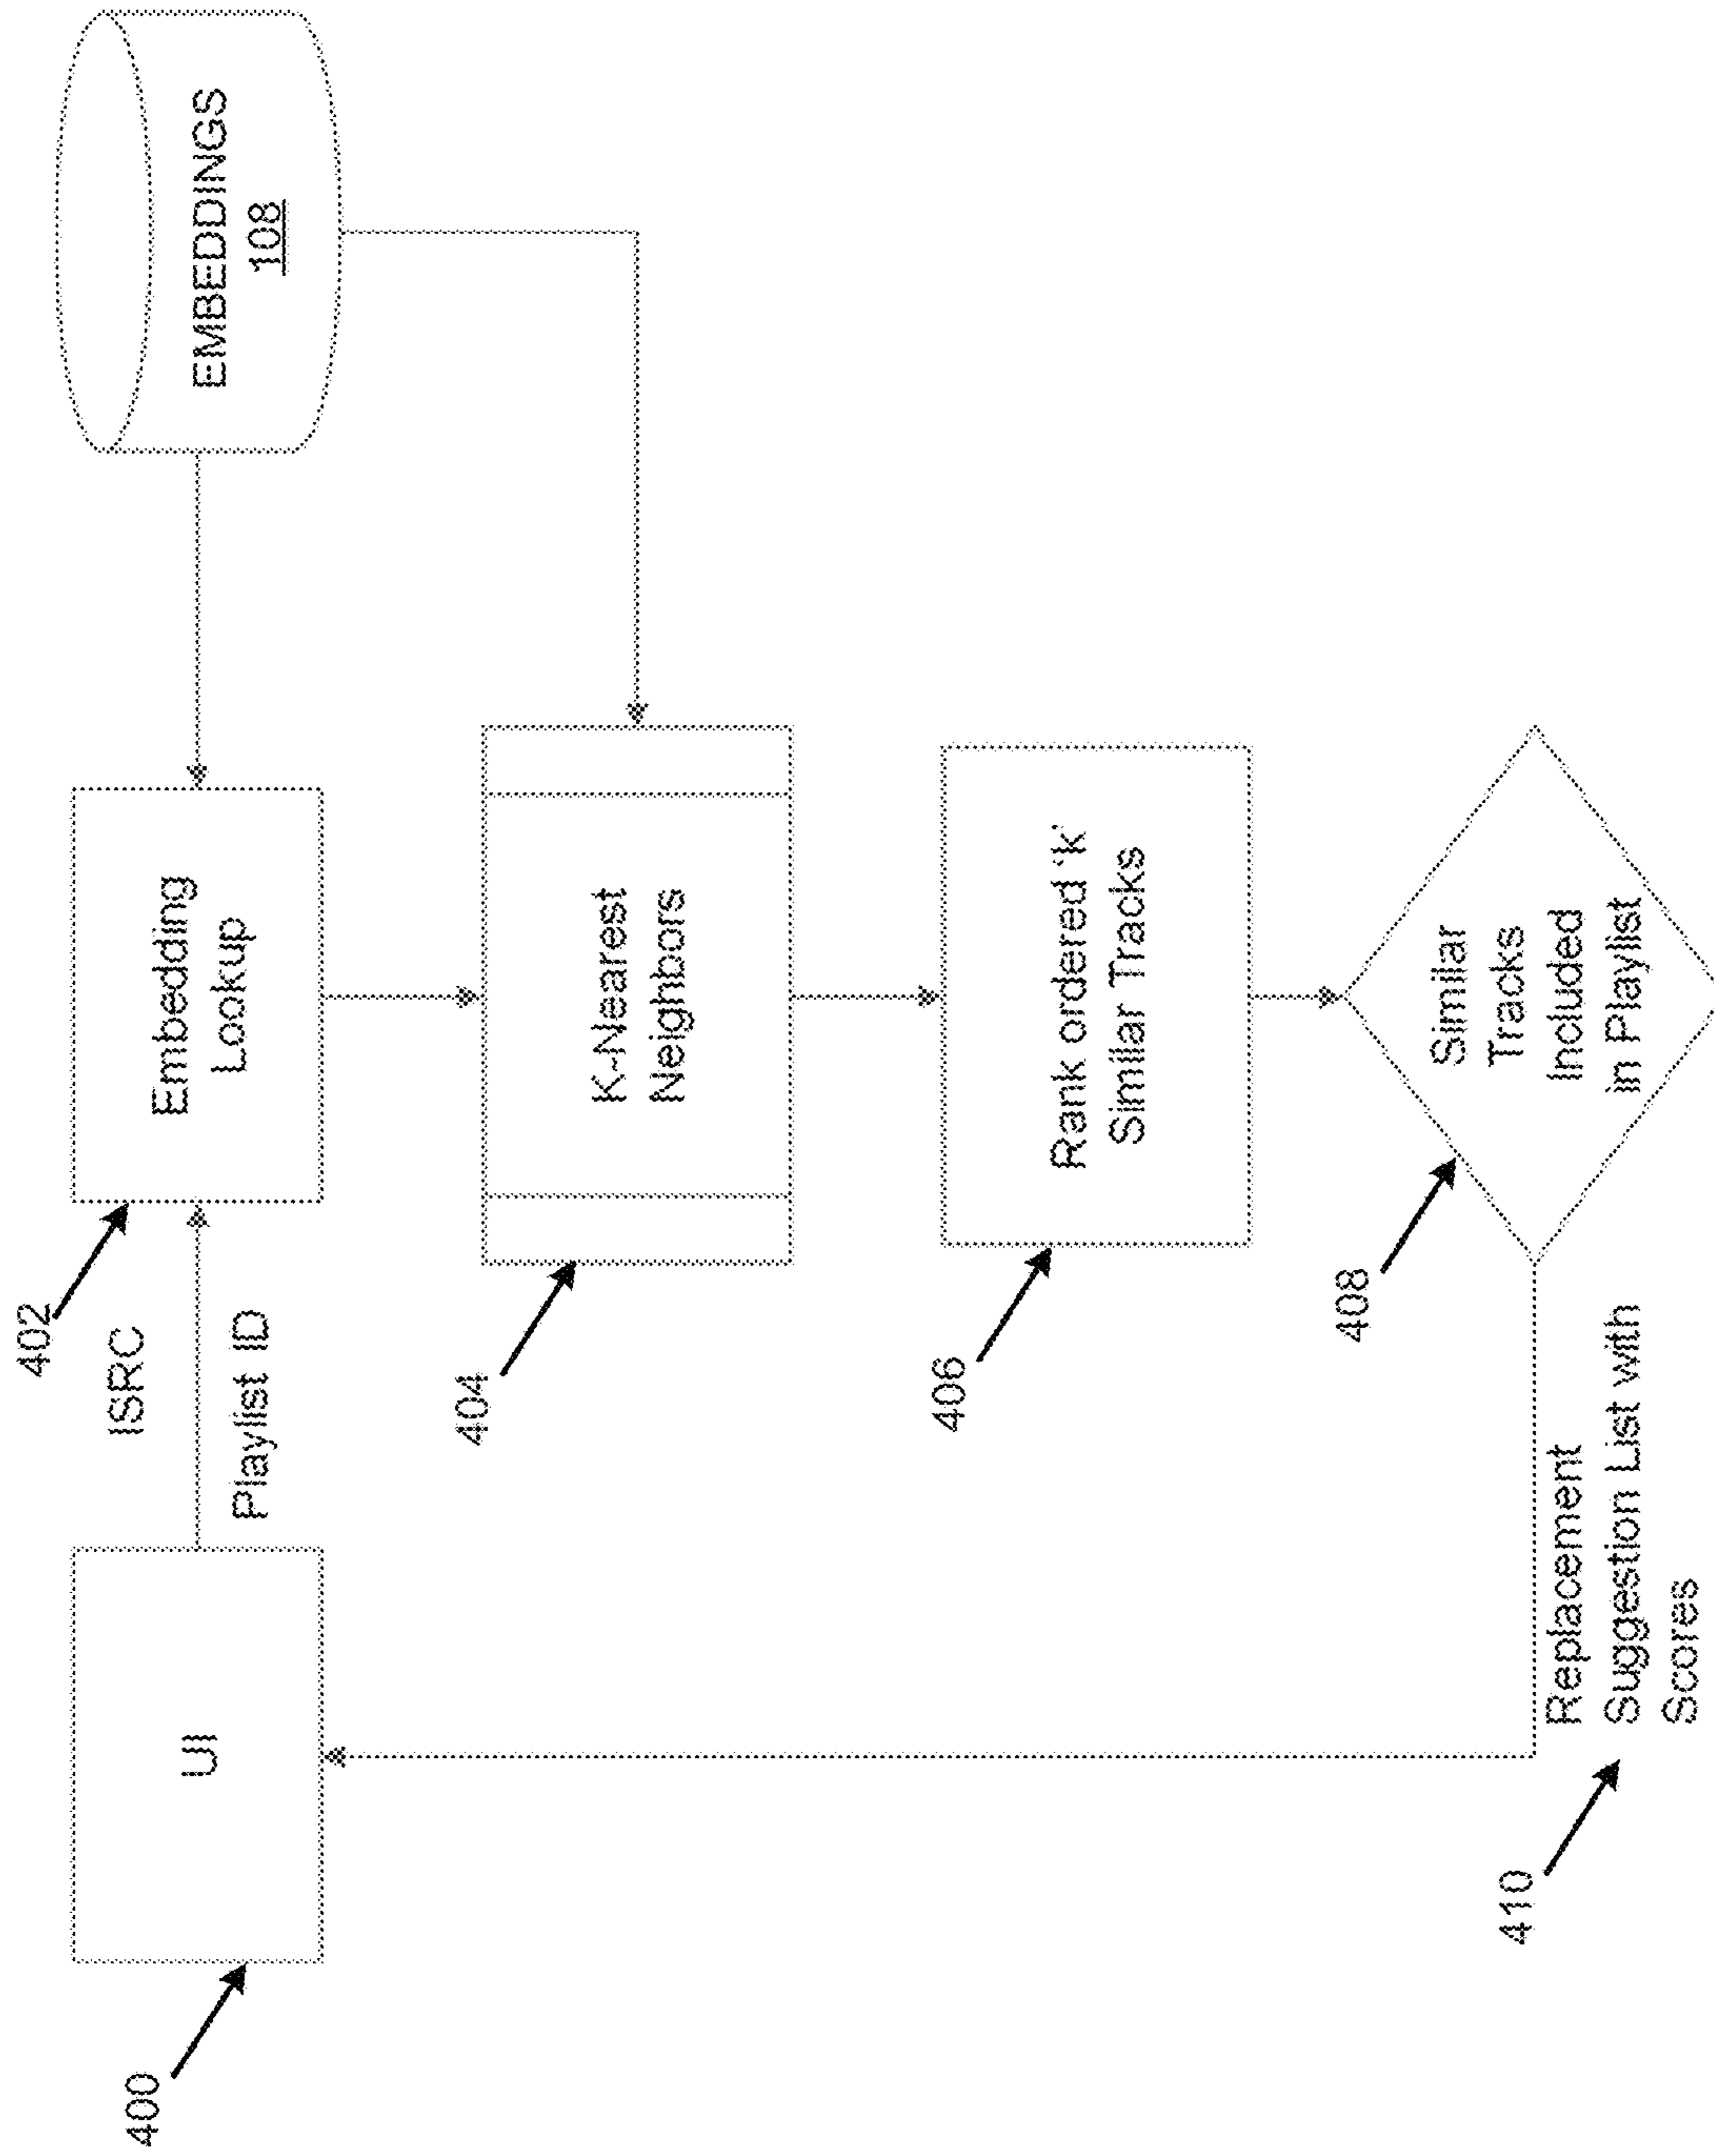 400
UI
ISRC
Playlist ID
402
Embedding
Lookup
EMBEDDINGS
108
404
K-Nearest
Neighbors
406
Rank ordered 'k'
Similar Tracks
408
Similar
Tracks
Included
in Playlist
410
Replacement
Suggestion List with
Scores